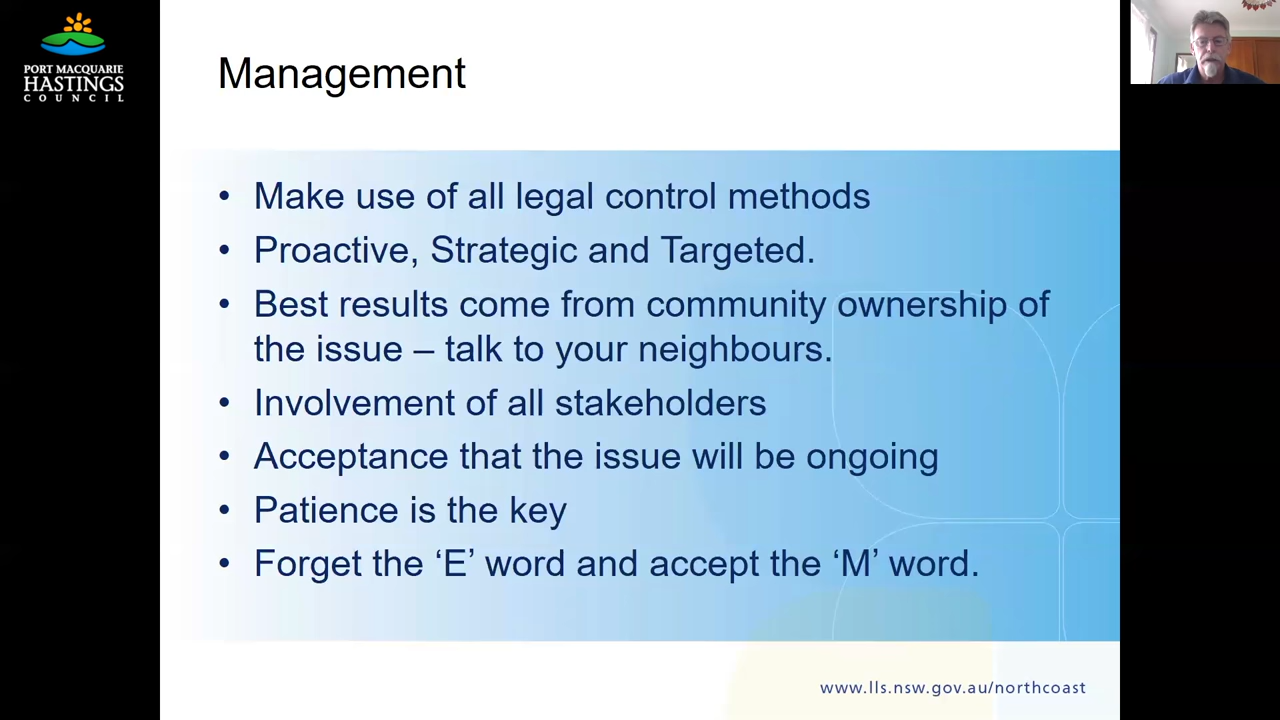 PORT MACQUARIE
HASTINGS
COUNCIL
Management
• Make use of all legal control methods
• Proactive, Strategic and Targeted.
• Best results come from community ownership of
the issue – talk to your neighbours.
• Involvement of all stakeholders
• Acceptance that the issue will be ongoing
• Patience is the key
• Forget the ‘E’ word and accept the ‘M’ word.
www.lls.nsw.gov.au/northcoast